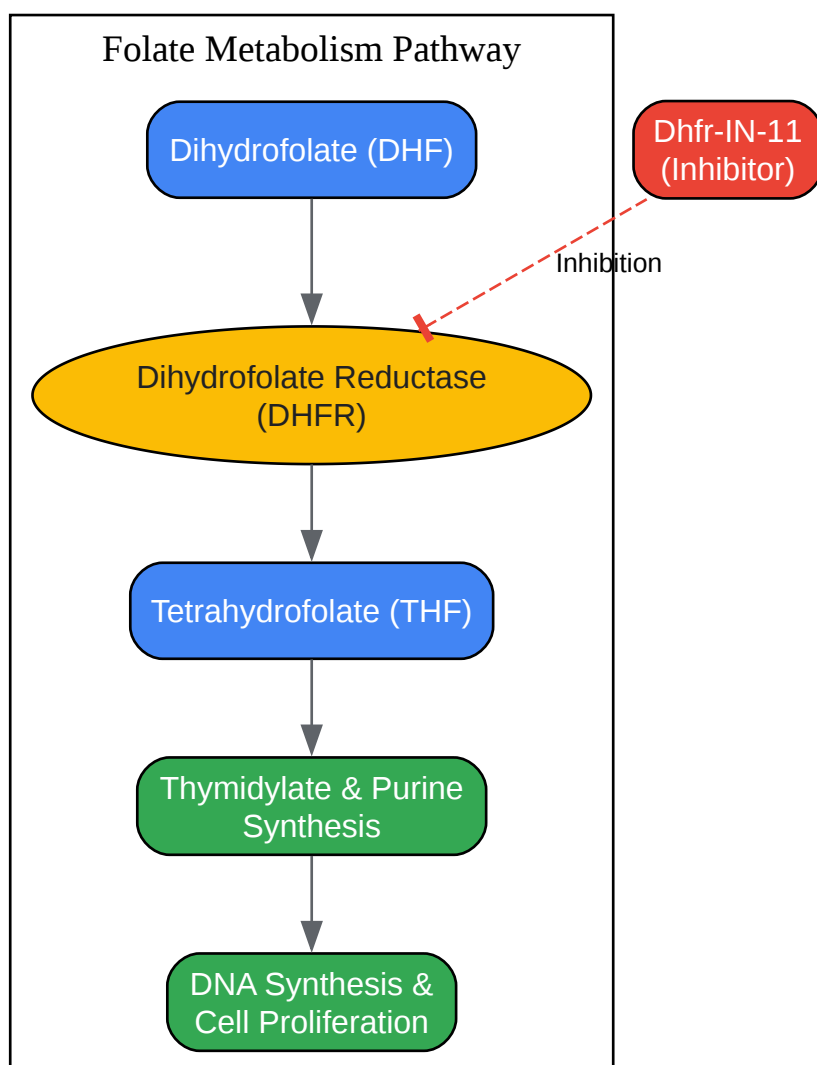 Folate Metabolism Pathway
Dihydrofolate (DHF)
Dhfr-IN-11
(Inhibitor)
Inhibition
Dihydrofolate Reductase
(DHFR)
Tetrahydrofolate (THF)
Thymidylate & Purine
Synthesis
DNA Synthesis &
Cell Proliferation